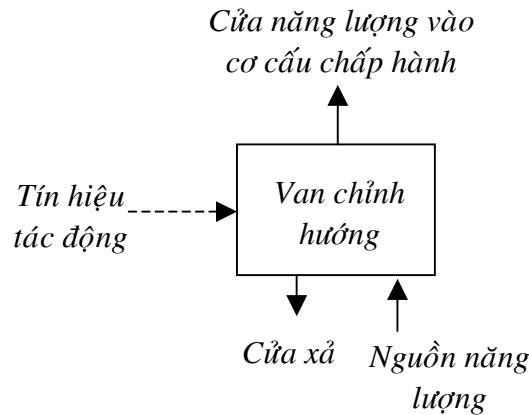 Cửa năng lượng vào
cơ cấu chấp hành
Tín hiệu
tác động
Van chỉnh
hướng
Cửa xả
Nguồn năng
lượng